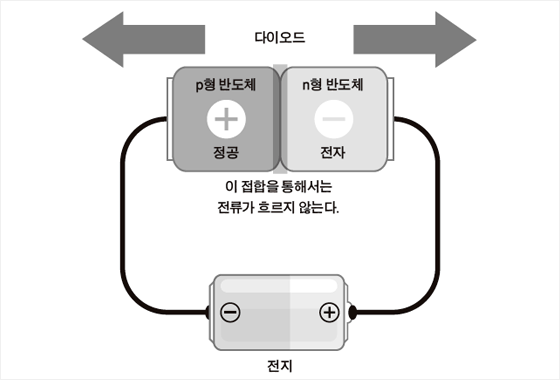 다이오드
p형 반도체
n형 반도체
+
−
정공
전자
이 접합을 통해서는
전류가 흐르지 않는다.
−
+
전지